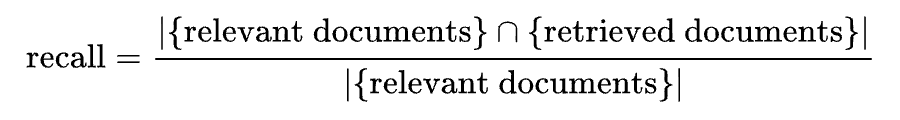 recall = |{relevant documents} ∩ {retrieved documents}| / |{relevant documents}|